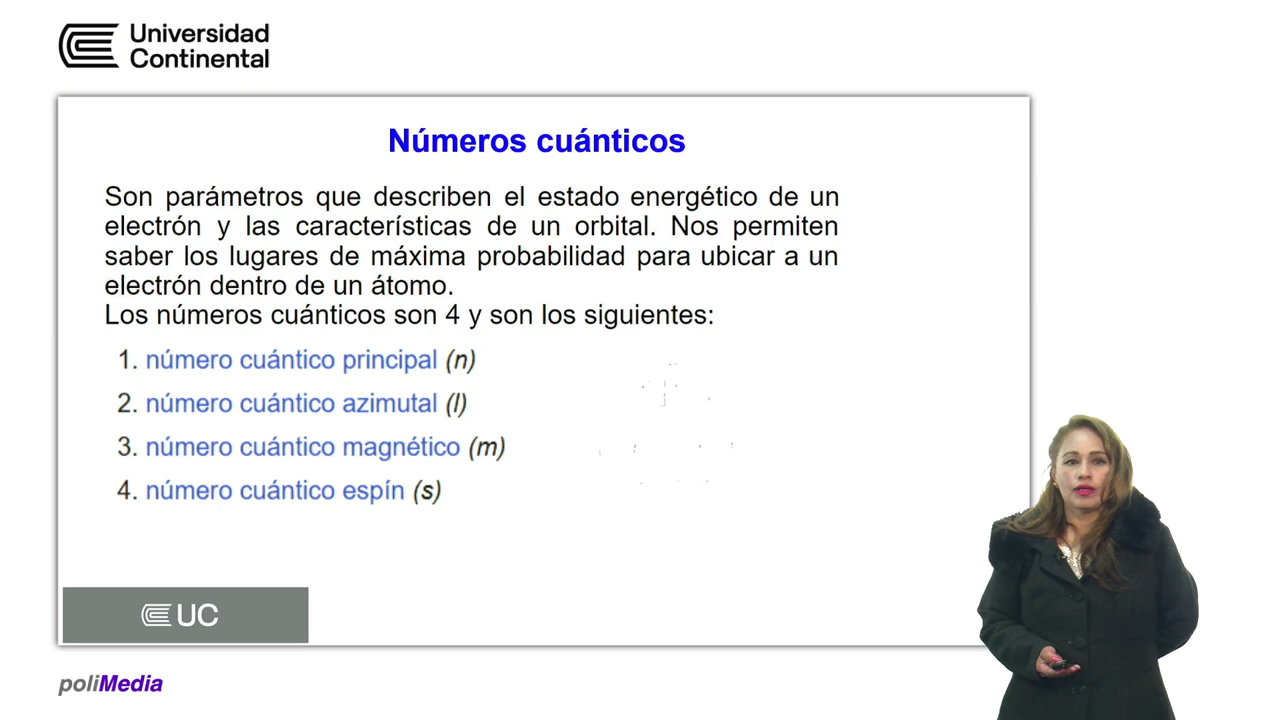 Universidad
Continental
Números cuánticos
Son parámetros que describen el estado energético de un
electrón y las características de un orbital. Nos permiten
saber los lugares de máxima probabilidad para ubicar a un
electrón dentro de un átomo.
Los números cuánticos son 4 y son los siguientes:
1. número cuántico principal (n)
2. número cuántico azimutal (l)
3. número cuántico magnético (m)
4. número cuántico espín (s)
UC
poliMedia